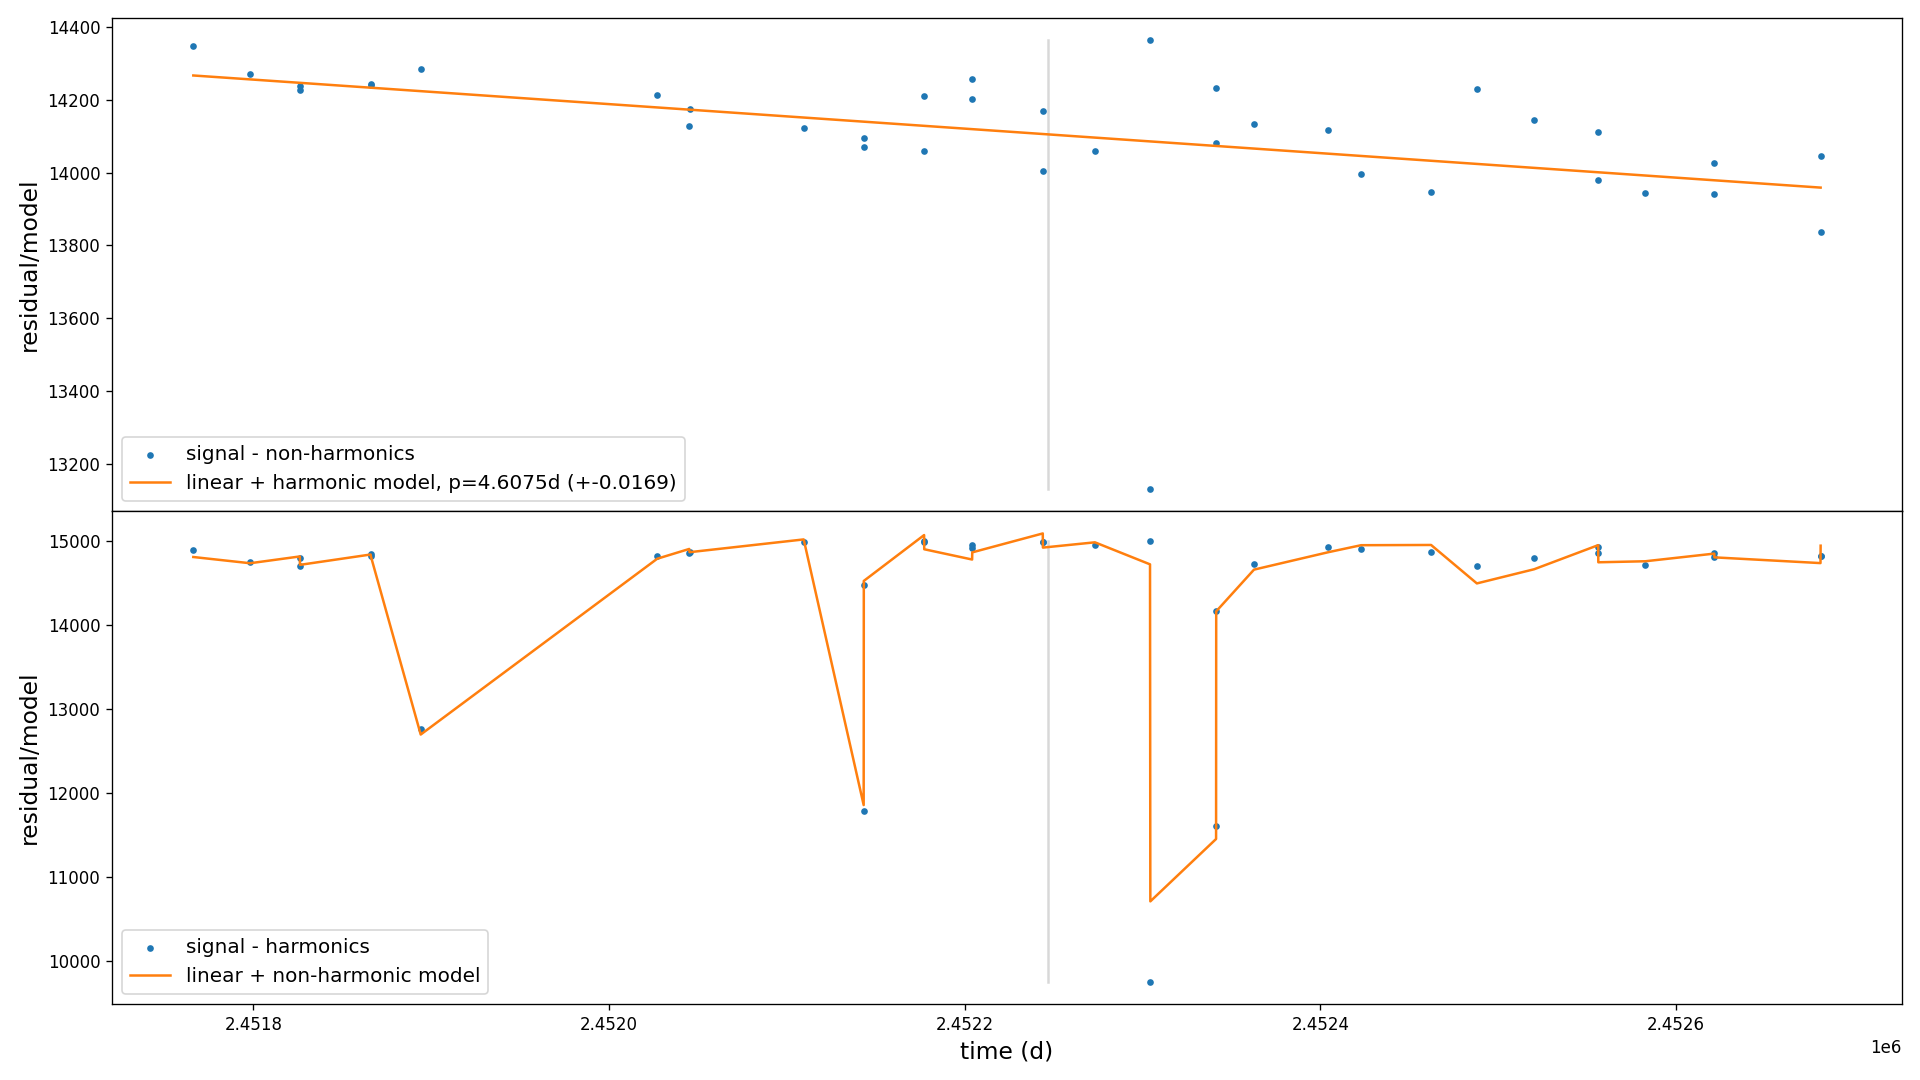 14400
14200
14000
13800
13600
13400
13200
residual/model
signal - non-harmonics
linear + harmonic model, p=4.6075d (+-0.0169)
15000
14000
13000
12000
11000
10000
residual/model
signal - harmonics
linear + non-harmonic model
2.4518 2.4520 2.4522 2.4524 2.4526
time (d)
1e6